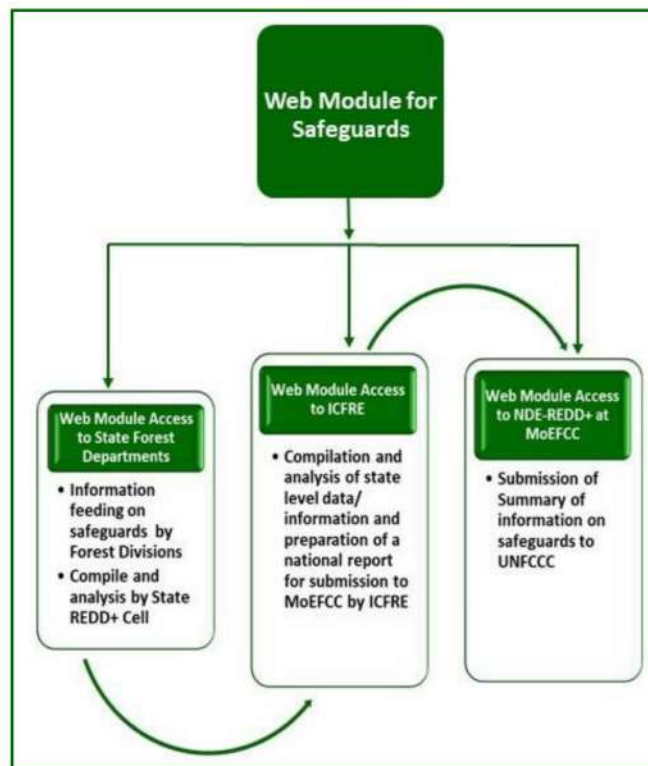 Web Module for
Safeguards
Web Module Access
to State Forest
Departments
• Information
feeding on
safeguards by
Forest Divisions
• Compile and
analysis by State
REDD+ Cell
Web Module Access
to ICFRE
• Compilation and
analysis of state
level data/
information and
preparation of a
national report
for submission to
MoEFCC by ICFRE
Web Module Access
to NDE-REDD+ at
MoEFCC
• Submission of
Summary of
information on
safeguards to
UNFCCC